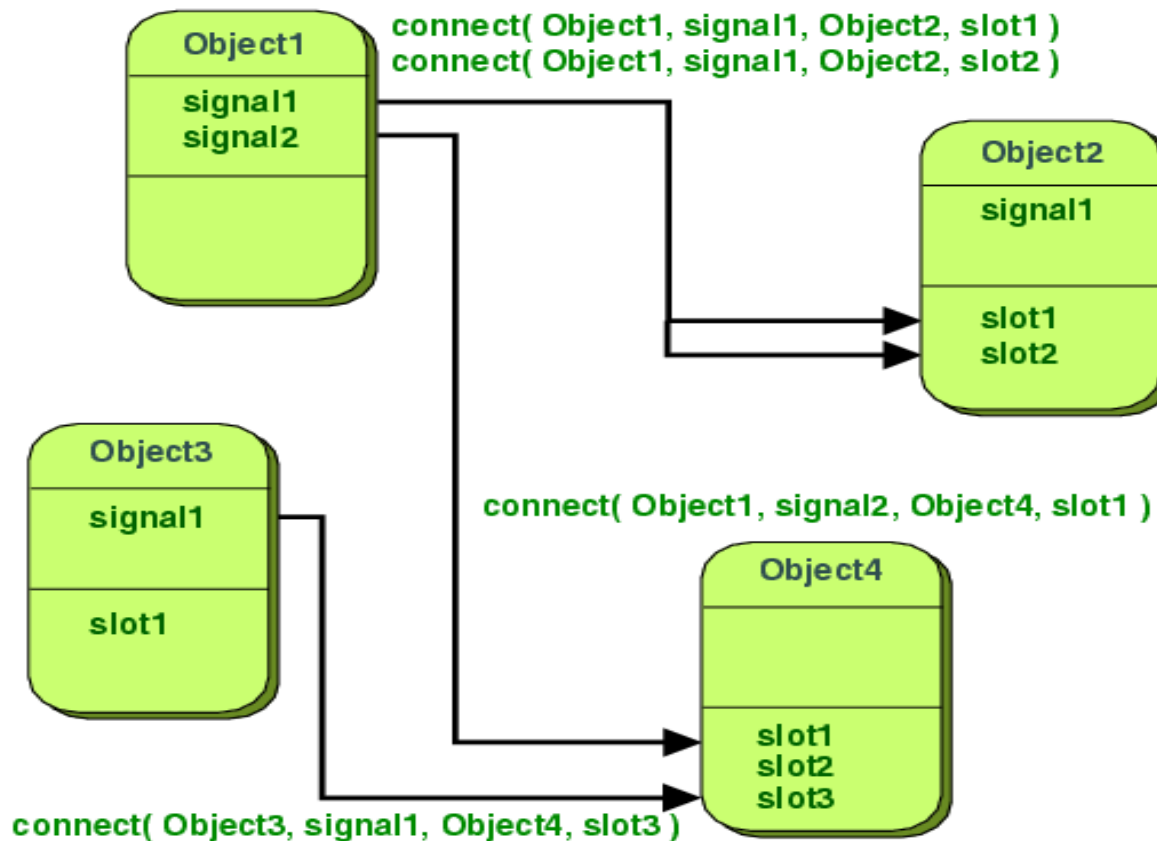 Object1
signal1
signal2
connect( Object1, signal1, Object2, slot1 )
connect( Object1, signal1, Object2, slot2 )
Object2
signal1
slot1
slot2
Object3
signal1
slot1
connect( Object1, signal2, Object4, slot1 )
Object4
slot1
slot2
slot3
connect( Object3, signal1, Object4, slot3 )